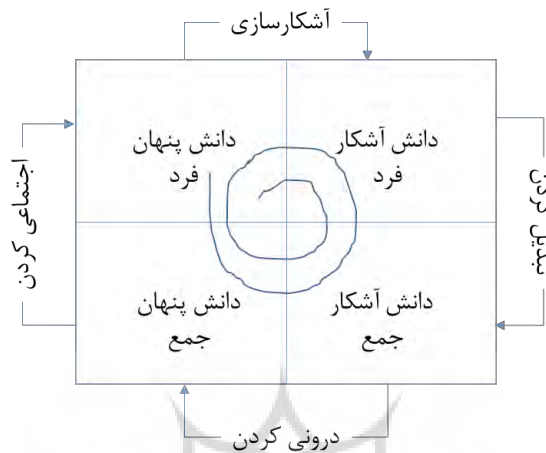 آشکارسازی
دانش آشکار
فرد
دانش پنهان
فرد
تبدیل کردن
اجتماعی کردن
دانش آشکار
جمع
دانش پنهان
جمع
درونی کردن